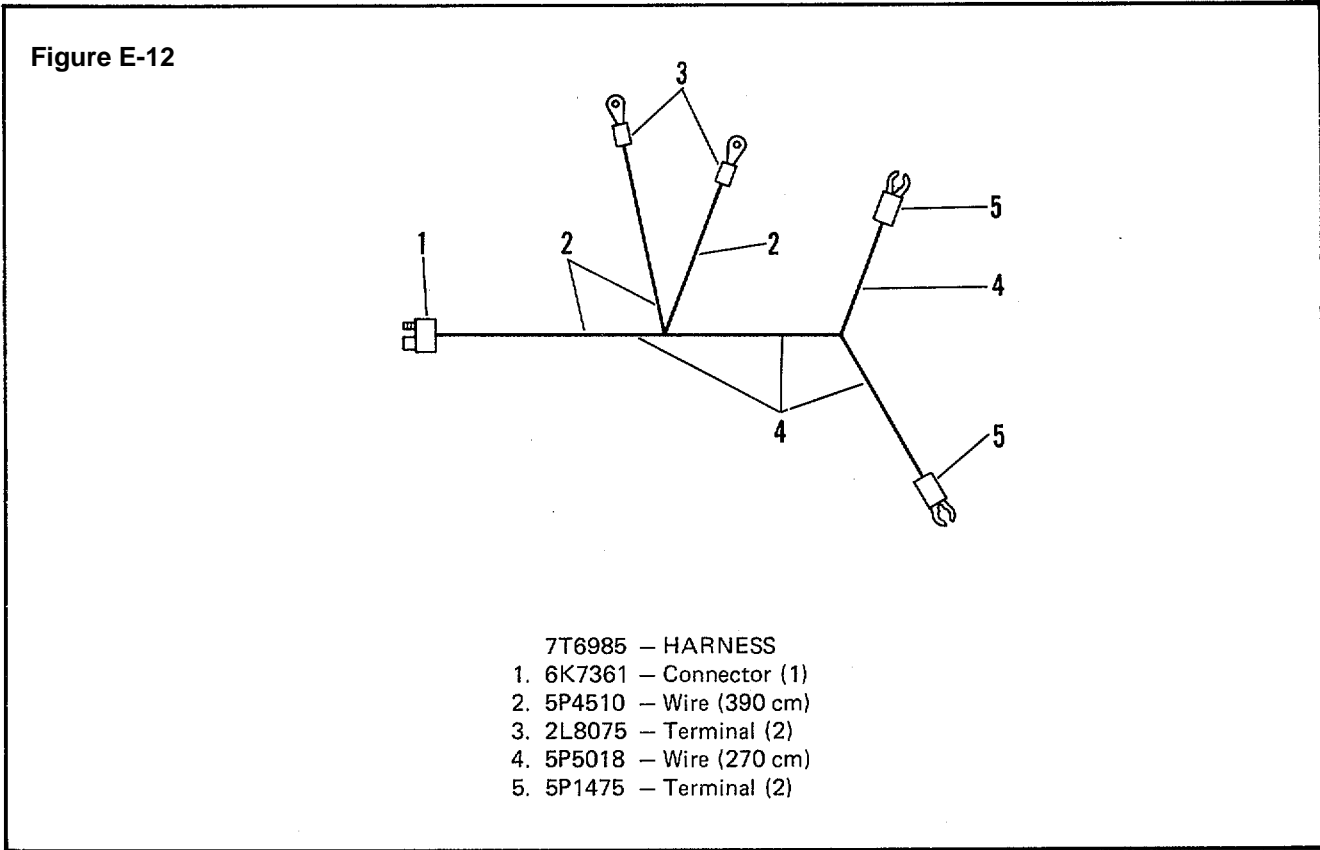 Figure E-12
3
5
1
2
2
4
4
5
7T6985 – HARNESS
1. 6K7361 – Connector (1)
2. 5P4510 – Wire (390 cm)
3. 2L8075 – Terminal (2)
4. 5P5018 – Wire (270 cm)
5. 5P1475 – Terminal (2)